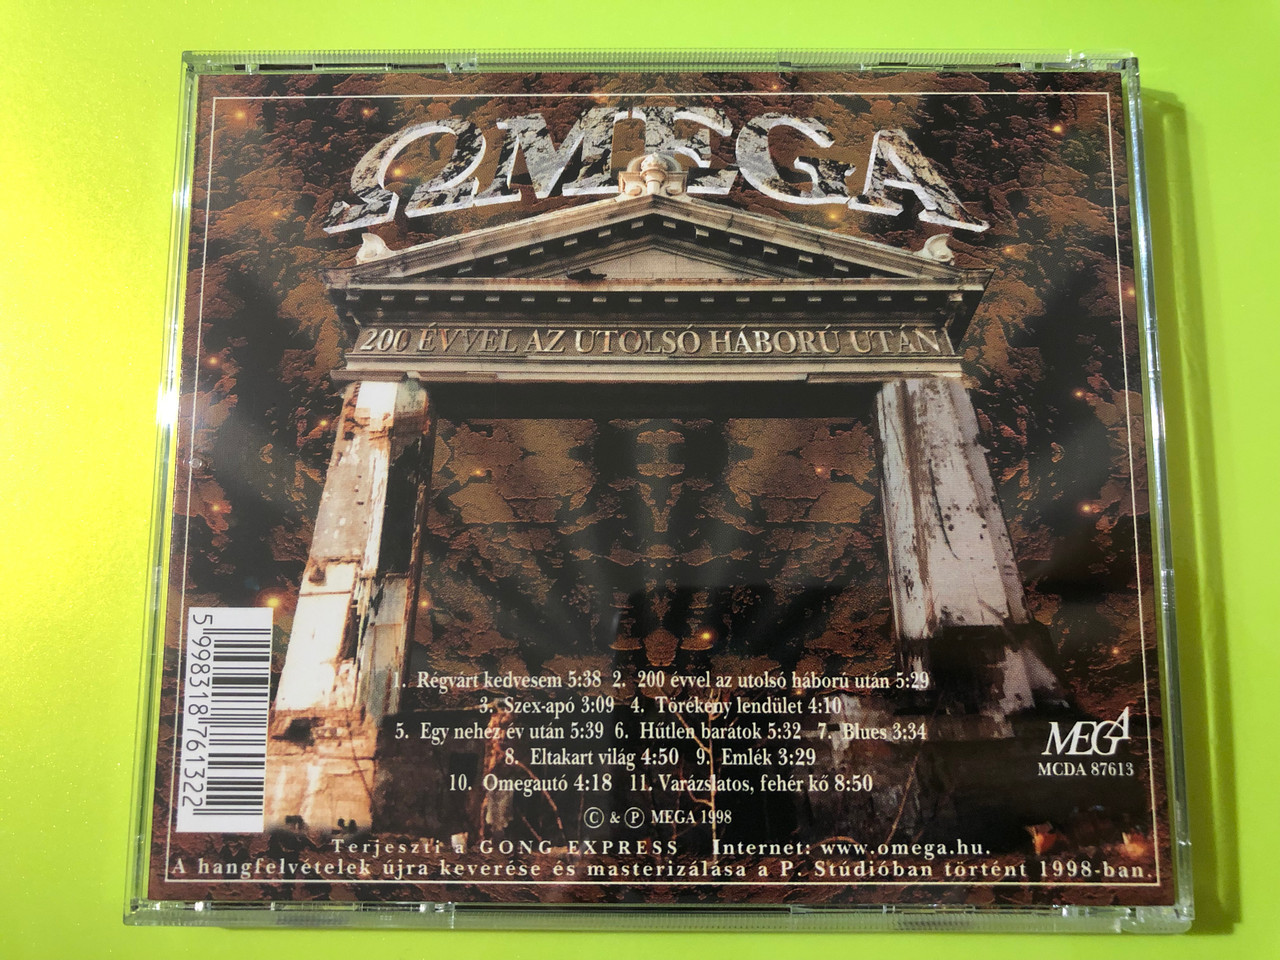 ΩMEGA
200 ÉVVEL AZ UTOLSÓ HÁBORÚ UTÁN
1. Régvárt kedvesem 5:38 2. 200 évvel az utolsó háború után 5:29
3. Szex-apó 3:09 4. Törékeny lendület 4:10
5. Egy nehéz év után 5:39 6. Hűtlen barátok 5:32 7. Blues 3:34
8. Eltakart világ 4:50 9. Emlék 3:29
10. Omegautó 4:18 11. Varázslatos, fehér kő 8:50
Ⓒ & Ⓟ MEGA 1998
Terjeszti a GONG EXPRESS Internet: www.omega.hu.
A hangfelvételek újra keverése és masterizálása a P. Stúdióban történt 1998-ban.
MEGA
MCDA 87613
5998318761322